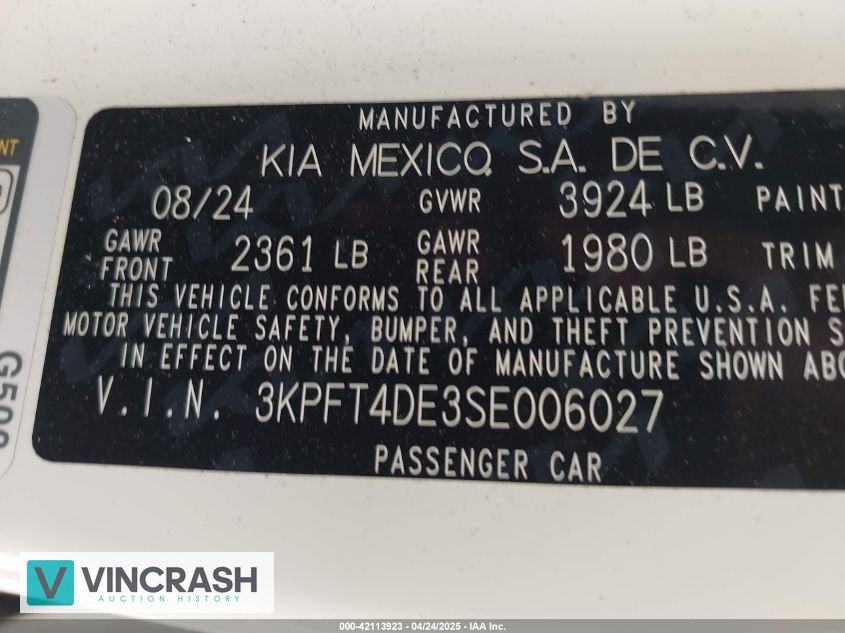 MANUFACTURED BY
KIA MEXICO, S.A. DE C.V.
08/24 GVWR 3924 LB PAINT
GAWR FRONT 2361 LB GAWR REAR 1980 LB TRIM
THIS VEHICLE CONFORMS TO ALL APPLICABLE U.S.A. FE
MOTOR VEHICLE SAFETY, BUMPER, AND THEFT PREVENTION S
IN EFFECT ON THE DATE OF MANUFACTURE SHOWN ABO
V.I.N. 3KPFT4DE3SE006027
PASSENGER CAR
NT
G500
VINCRASH
AUCTION HISTORY
000-42113923 - 04/24/2025 - IAA Inc.